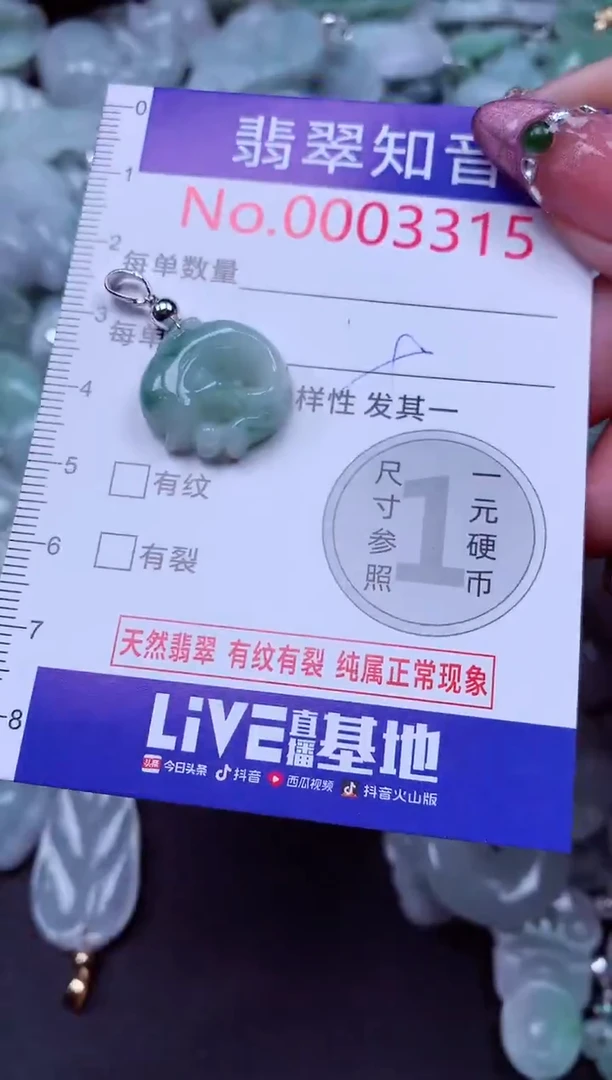 翡翠知音
No.0003315
0
1
2
3
4
5
6
7
8
每单数量
每单
样性 发其一
有纹
有裂
尺寸参照
1
一元硬币
天然翡翠 有纹有裂 纯属正常现象
LiVE直播基地
头条 今日头条 抖音 西瓜视频 抖音火山版